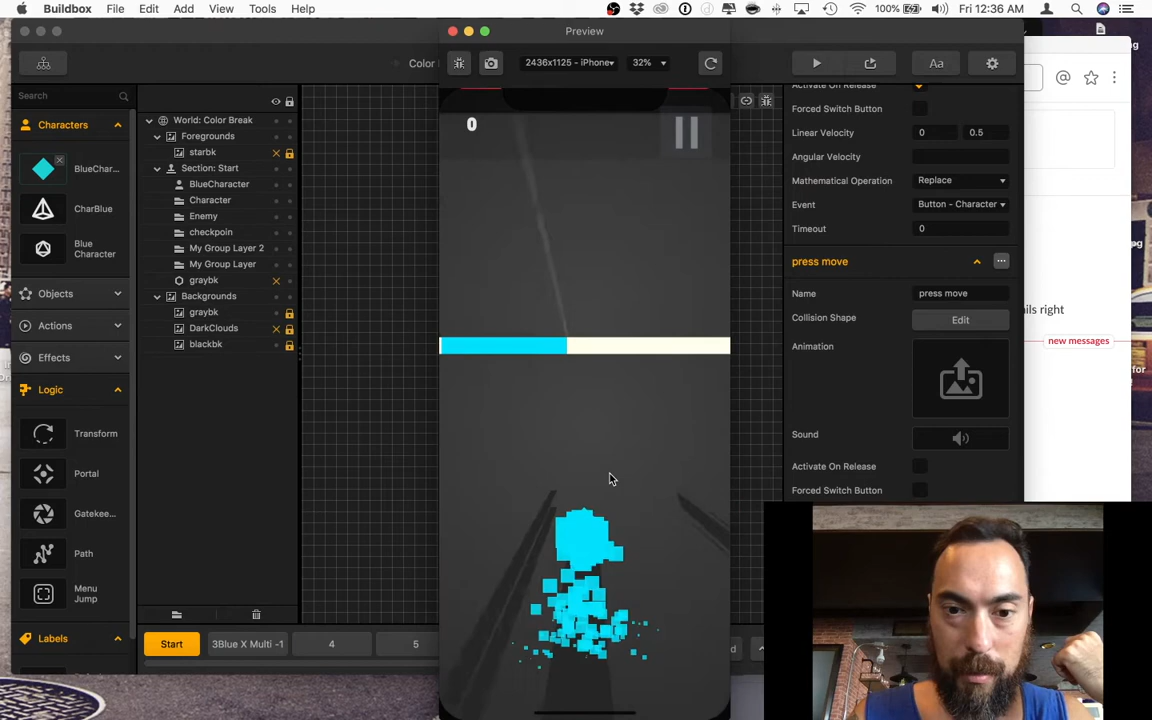 Buildbox File Edit Add View Tools Help
100% Fri 12:36 AM
Preview
Color
2436x1125 - iPhone 32%
Aa
Search
Characters
BlueChar...
CharBlue
Blue
Character
Objects
Actions
Effects
Logic
Transform
Portal
Gatekee...
Path
Menu
Jump
Labels
World: Color Break
Foregrounds
starbk
Section: Start
BlueCharacter
Character
Enemy
checkpoin
My Group Layer 2
My Group Layer
graybk
Backgrounds
graybk
DarkClouds
blackbk
Start
3Blue X Multi -1
4
5
0
Activate On Release
Forced Switch Button
Linear Velocity 0 0.5
Angular Velocity
Mathematical Operation Replace
Event Button - Character
Timeout 0
press move
Name press move
Collision Shape Edit
Animation
Sound
Activate On Release
Forced Switch Button
ails right
new messages